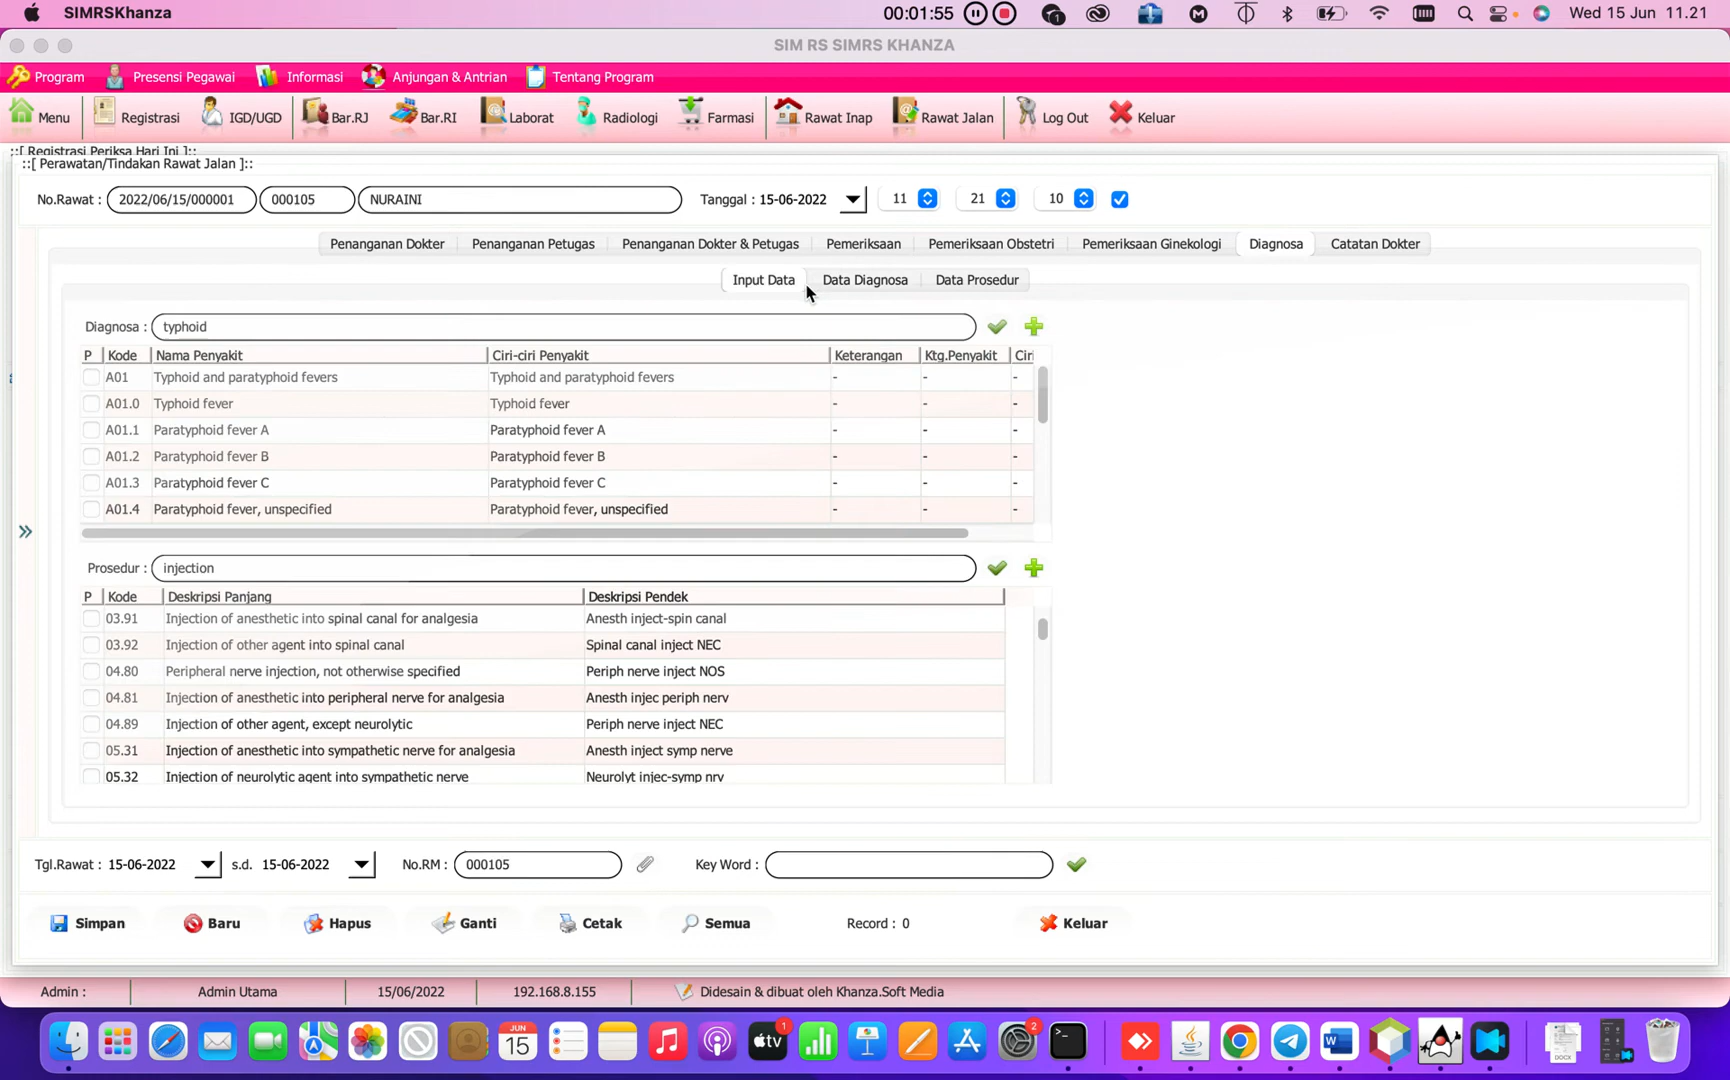 SIMRSKhanza 00:01:55 1 Wed 15 Jun 11.21
SIM RS SIMRS KHANZA
Program Presensi Pegawai Informasi Anjungan & Antrian Tentang Program
Menu Registrasi IGD/UGD Bar.RJ Bar.RI Laborat Radiologi Farmasi Rawat Inap Rawat Jalan Log Out Keluar
::[ Registrasi Periksa Hari Ini ]::
::[ Perawatan/Tindakan Rawat Jalan ]::
No.Rawat : 2022/06/15/000001 000105 NURAINI Tanggal : 15-06-2022 11 21 10
Penanganan Dokter Penanganan Petugas Penanganan Dokter & Petugas Pemeriksaan Pemeriksaan Obstetri Pemeriksaan Ginekologi Diagnosa Catatan Dokter
Input Data Data Diagnosa Data Prosedur
Diagnosa : typhoid
P Kode Nama Penyakit Ciri-ciri Penyakit Keterangan Ktg.Penyakit Ciri
A01 Typhoid and paratyphoid fevers Typhoid and paratyphoid fevers - - -
A01.0 Typhoid fever Typhoid fever - - -
A01.1 Paratyphoid fever A Paratyphoid fever A - - -
A01.2 Paratyphoid fever B Paratyphoid fever B - - -
A01.3 Paratyphoid fever C Paratyphoid fever C - - -
A01.4 Paratyphoid fever, unspecified Paratyphoid fever, unspecified - - -
Prosedur : injection
P Kode Deskripsi Panjang Deskripsi Pendek
03.91 Injection of anesthetic into spinal canal for analgesia Anesth inject-spin canal
03.92 Injection of other agent into spinal canal Spinal canal inject NEC
04.80 Peripheral nerve injection, not otherwise specified Periph nerve inject NOS
04.81 Injection of anesthetic into peripheral nerve for analgesia Anesth injec periph nerv
04.89 Injection of other agent, except neurolytic Periph nerve inject NEC
05.31 Injection of anesthetic into sympathetic nerve for analgesia Anesth inject symp nerve
05.32 Injection of neurolytic agent into sympathetic nerve Neurolyt injec-symp nrv
Tgl.Rawat : 15-06-2022 s.d. 15-06-2022 No.RM : 000105 Key Word :
Simpan Baru Hapus Ganti Cetak Semua Record : 0 Keluar
Admin : Admin Utama 15/06/2022 192.168.8.155 Didesain & dibuat oleh Khanza.Soft Media
JUN
15
tv
1
2
W
DOCX